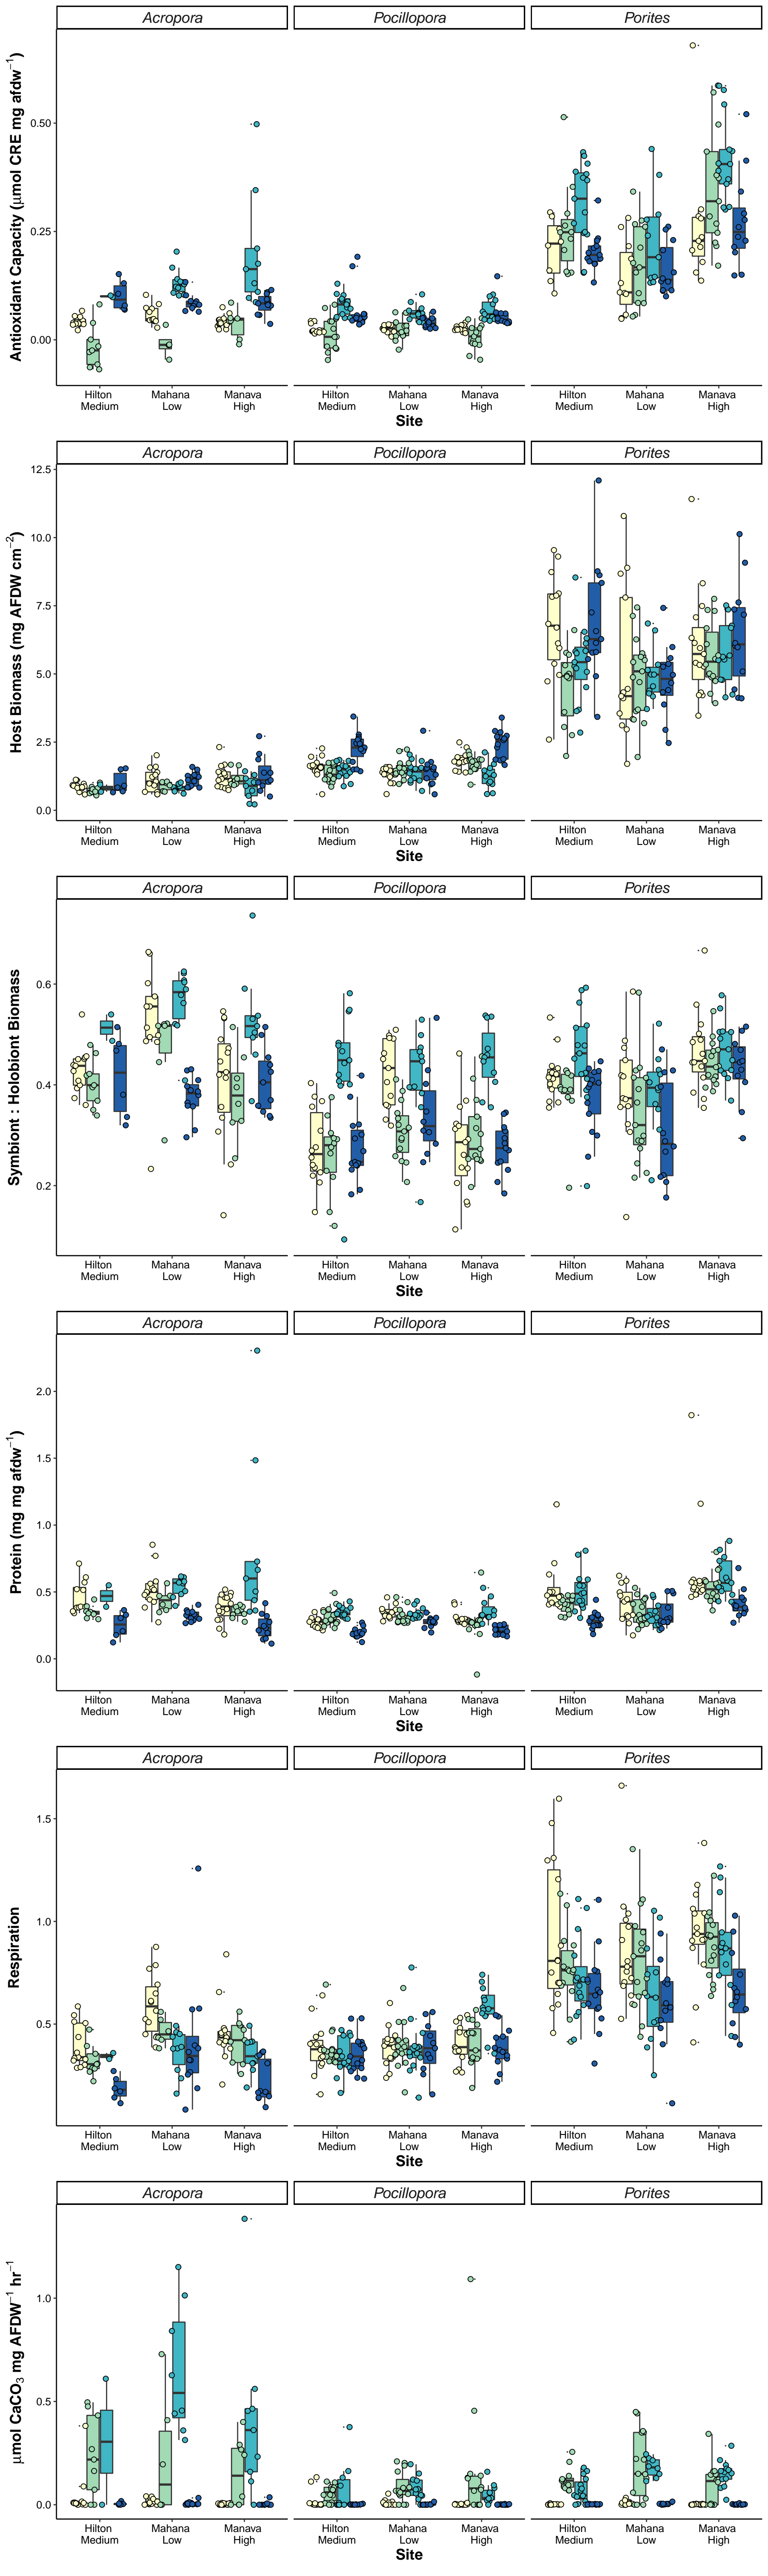 Acropora Pocillopora Porites
Antioxidant Capacity (μmol CRE mg afdw⁻¹)
0.50
0.25
0.00
Hilton Mahana Manava Hilton Mahana Manava Hilton Mahana Manava
Medium Low High Medium Low High Medium Low High
Site
Acropora Pocillopora Porites
Host Biomass (mg AFDW cm⁻²)
12.5
10.0
7.5
5.0
2.5
0.0
Hilton Mahana Manava Hilton Mahana Manava Hilton Mahana Manava
Medium Low High Medium Low High Medium Low High
Site
Acropora Pocillopora Porites
Symbiont : Holobiont Biomass
0.6
0.4
0.2
Hilton Mahana Manava Hilton Mahana Manava Hilton Mahana Manava
Medium Low High Medium Low High Medium Low High
Site
Acropora Pocillopora Porites
Protein (mg mg afdw⁻¹)
2.0
1.5
1.0
0.5
0.0
Hilton Mahana Manava Hilton Mahana Manava Hilton Mahana Manava
Medium Low High Medium Low High Medium Low High
Site
Acropora Pocillopora Porites
Respiration
1.5
1.0
0.5
Hilton Mahana Manava Hilton Mahana Manava Hilton Mahana Manava
Medium Low High Medium Low High Medium Low High
Site
Acropora Pocillopora Porites
μmol CaCO₃ mg AFDW⁻¹ hr⁻¹
1.0
0.5
0.0
Hilton Mahana Manava Hilton Mahana Manava Hilton Mahana Manava
Medium Low High Medium Low High Medium Low High
Site